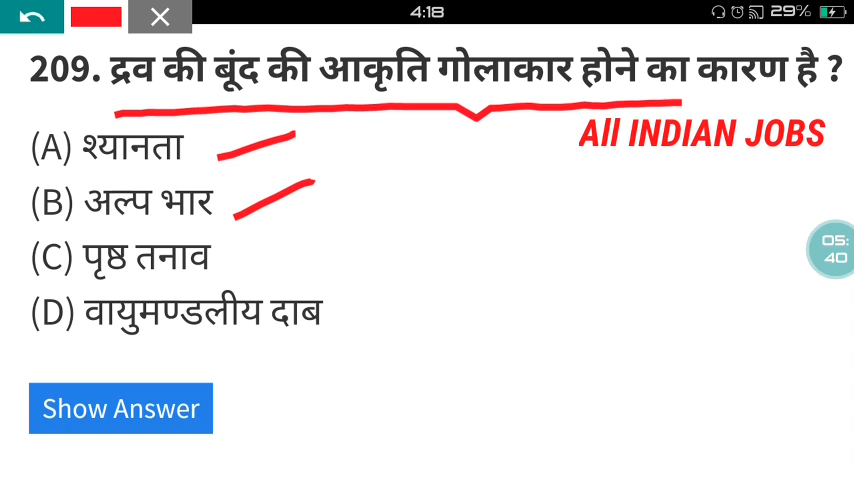 4:18
29%
209. द्रव की बूंद की आकृति गोलाकार होने का कारण है ?
All INDIAN JOBS
(A) श्यानता
(B) अल्प भार
(C) पृष्ठ तनाव
05:
40
(D) वायुमण्डलीय दाब
Show Answer